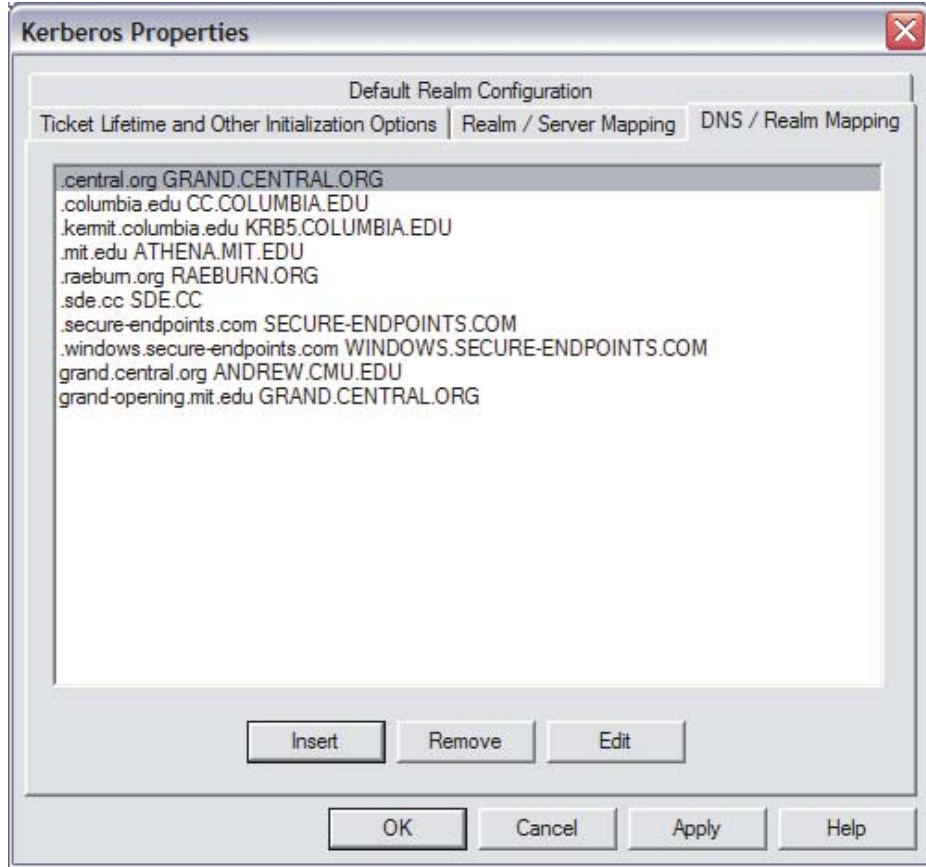 Kerberos Properties
Default Realm Configuration
Ticket Lifetime and Other Initialization Options
Realm / Server Mapping
DNS / Realm Mapping
.central.org GRAND.CENTRAL.ORG
.columbia.edu CC.COLUMBIA.EDU
.kermit.columbia.edu KRB5.COLUMBIA.EDU
.mit.edu ATHENA.MIT.EDU
.raeburn.org RAEBURN.ORG
.sde.cc SDE.CC
.secure-endpoints.com SECURE-ENDPOINTS.COM
.windows.secure-endpoints.com WINDOWS.SECURE-ENDPOINTS.COM
grand.central.org ANDREW.CMU.EDU
grand-opening.mit.edu GRAND.CENTRAL.ORG
Insert
Remove
Edit
OK
Cancel
Apply
Help